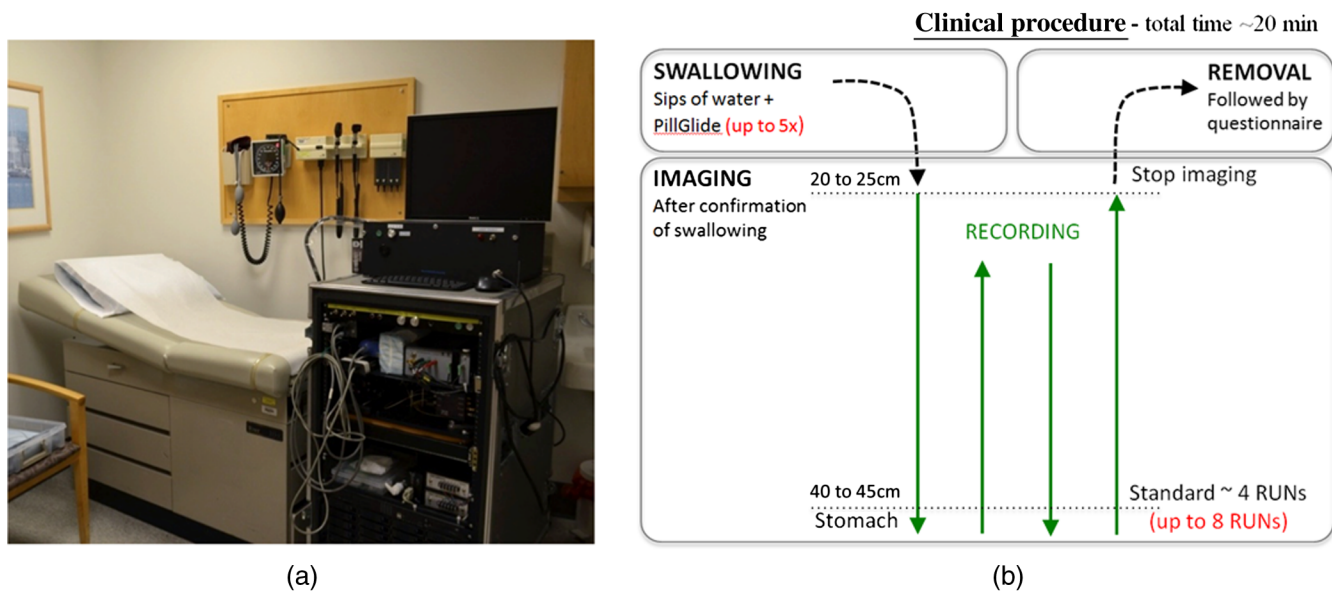 Clinical procedure - total time ~20 min
SWALLOWING
Sips of water +
PillGlide (up to 5x)
REMOVAL
Followed by
questionnaire
IMAGING
After confirmation
of swallowing
20 to 25cm
Stop imaging
RECORDING
40 to 45cm
Stomach
Standard ~ 4 RUNs
(up to 8 RUNs)
(a)
(b)